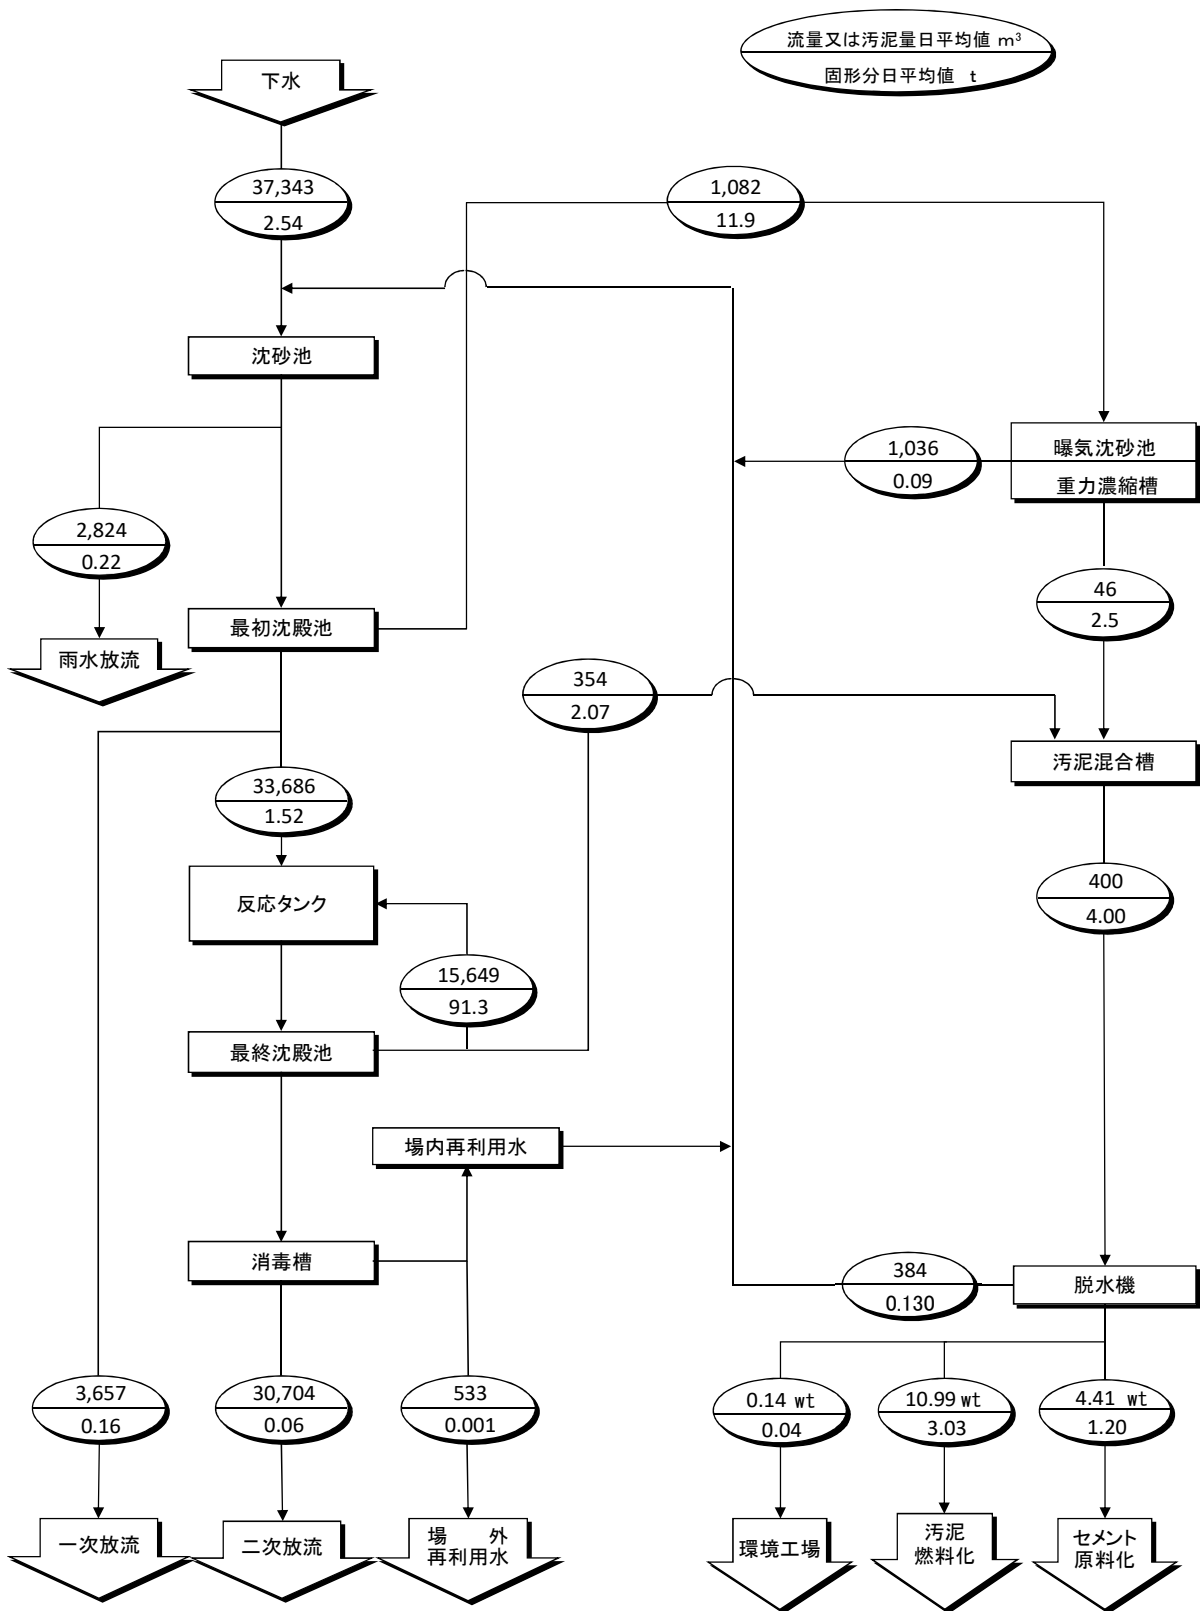 流量又は汚泥量日平均値 m³
固形分日平均値 t
下水
37,343
2.54
1,082
11.9
沈砂池
1,036
0.09
曝気沈砂池
重力濃縮槽
2,824
0.22
46
2.5
最初沈殿池
雨水放流
354
2.07
汚泥混合槽
33,686
1.52
反応タンク
400
4.00
15,649
91.3
最終沈殿池
場内再利用水
消毒槽
384
0.130
脱水機
3,657
0.16
30,704
0.06
533
0.001
0.14 wt
0.04
10.99 wt
3.03
4.41 wt
1.20
一次放流
二次放流
場 外
再利用水
環境工場
汚泥
燃料化
セメント
原料化